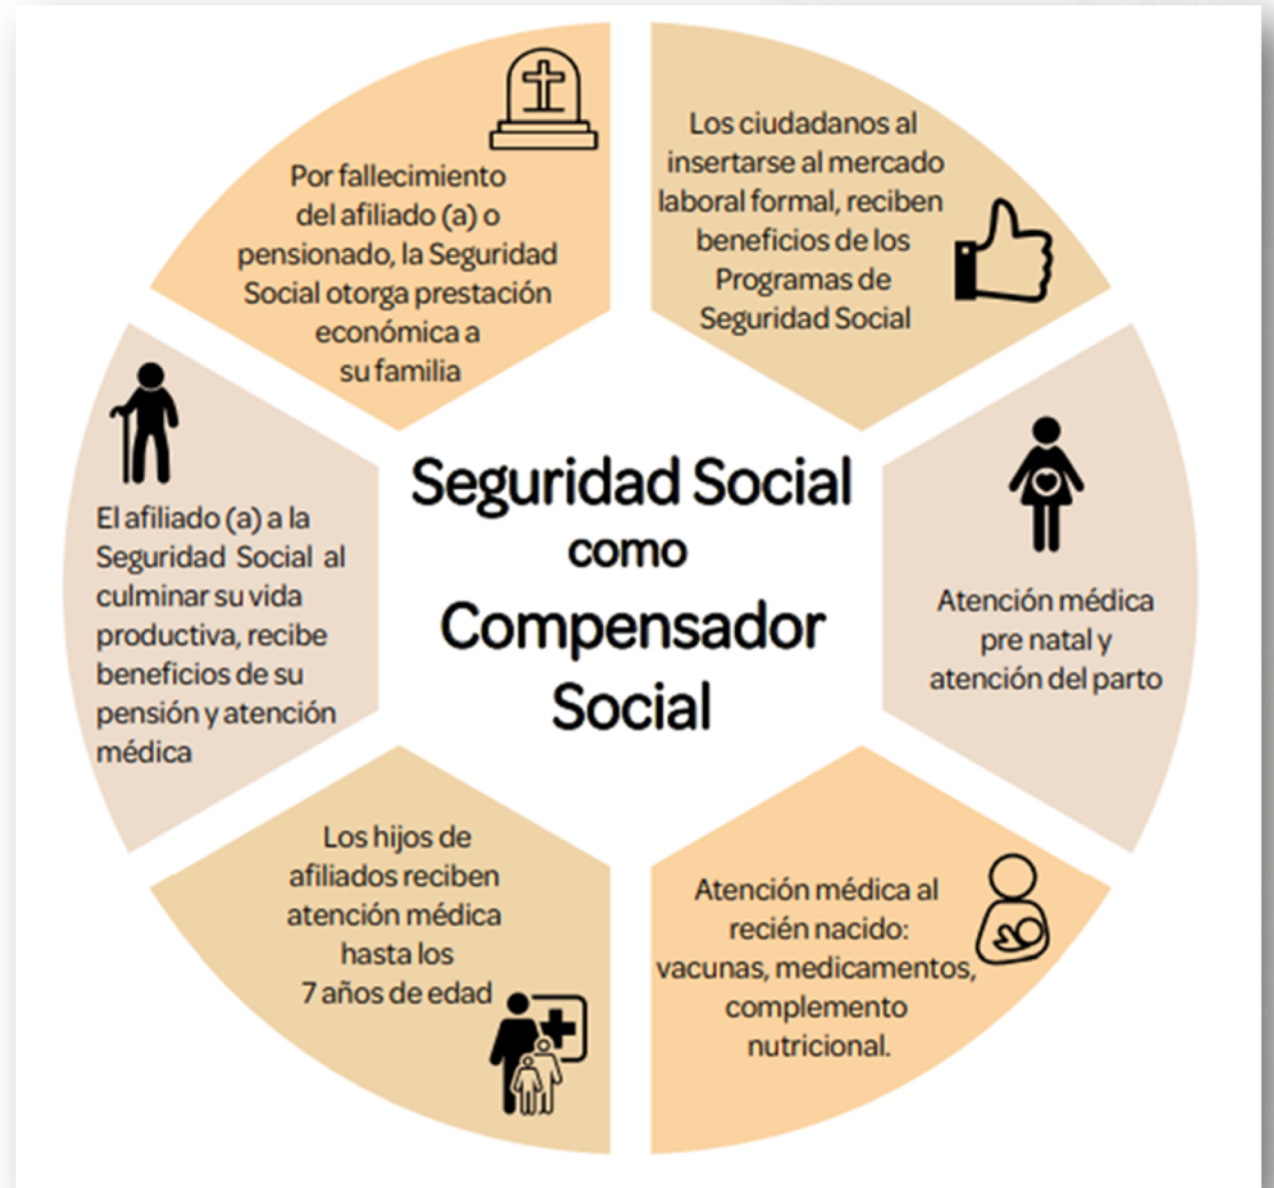 Seguridad Social
como
Compensador
Social
Los ciudadanos al
insertarse al mercado
laboral formal, reciben
beneficios de los
Programas de
Seguridad Social
Atención médica
pre natal y
atención del parto
Atención médica al
recién nacido:
vacunas, medicamentos,
complemento
nutricional.
Los hijos de
afiliados reciben
atención médica
hasta los
7 años de edad
El afiliado (a) a la
Seguridad Social al
culminar su vida
productiva, recibe
beneficios de su
pensión y atención
médica
Por fallecimiento
del afiliado (a) o
pensionado, la Seguridad
Social otorga prestación
económica a
su familia